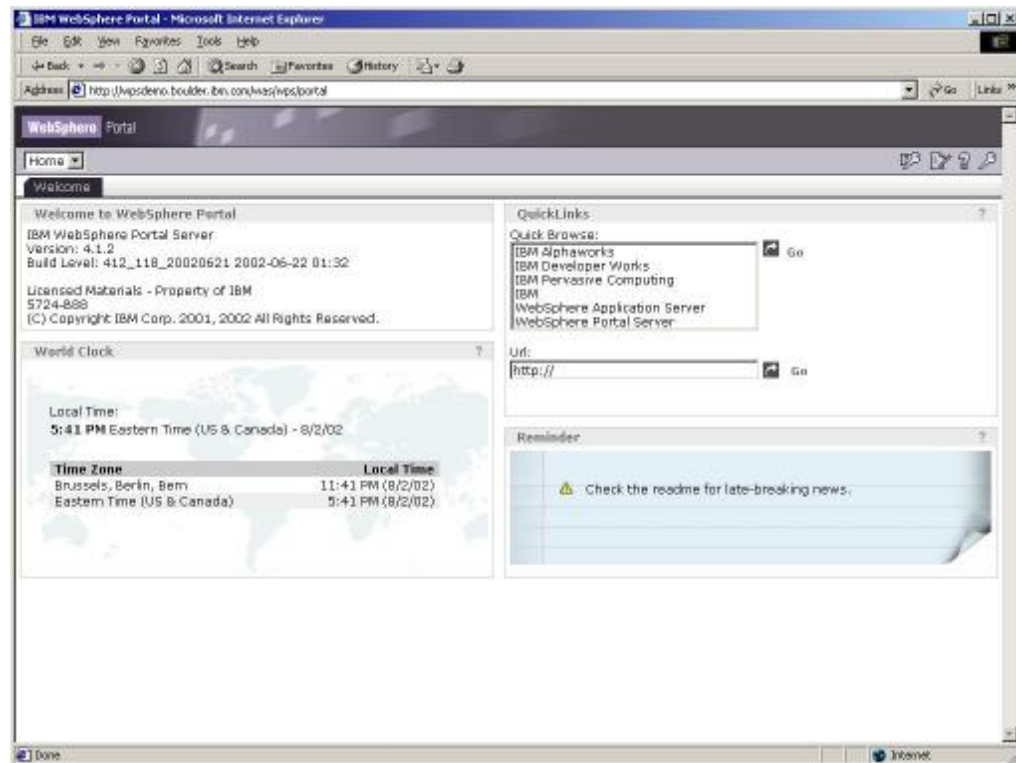 IBM WebSphere Portal - Microsoft Internet Explorer
File Edit View Favorites Tools Help
Back Search Favorites History
Address http://wpsdemo.boulder.ibm.com/was/wps/portal Go Links »
WebSphere Portal
Home
Welcome
Welcome to WebSphere Portal
IBM WebSphere Portal Server
Version: 4.1.2
Build Level: 412_118_20020621 2002-06-22 01:32
Licensed Materials - Property of IBM
5724-B88
(C) Copyright IBM Corp. 2001, 2002 All Rights Reserved.
World Clock ?
Local Time:
5:41 PM Eastern Time (US & Canada) - 8/2/02
Time Zone Local Time
Brussels, Berlin, Bern 11:41 PM (8/2/02)
Eastern Time (US & Canada) 5:41 PM (8/2/02)
QuickLinks ?
Quick Browse:
IBM Alphaworks
IBM Developer Works
IBM Pervasive Computing
IBM
WebSphere Application Server
WebSphere Portal Server
Go
Url:
http://
Go
Reminder ?
Check the readme for late-breaking news.
Done Internet